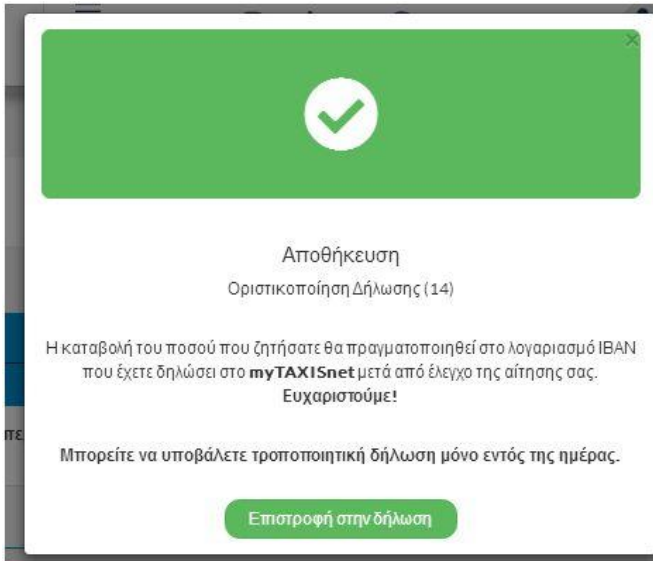 Αποθήκευση
Οριστικοποίηση Δήλωσης (14)
Η καταβολή του ποσού που ζητήσατε θα πραγματοποιηθεί στο λογαριασμό IBAN
που έχετε δηλώσει στο myTAXISnet μετά από έλεγχο της αίτησης σας.
Ευχαριστούμε!
Μπορείτε να υποβάλετε τροποποιητική δήλωση μόνο εντός της ημέρας.
Επιστροφή στην δήλωση